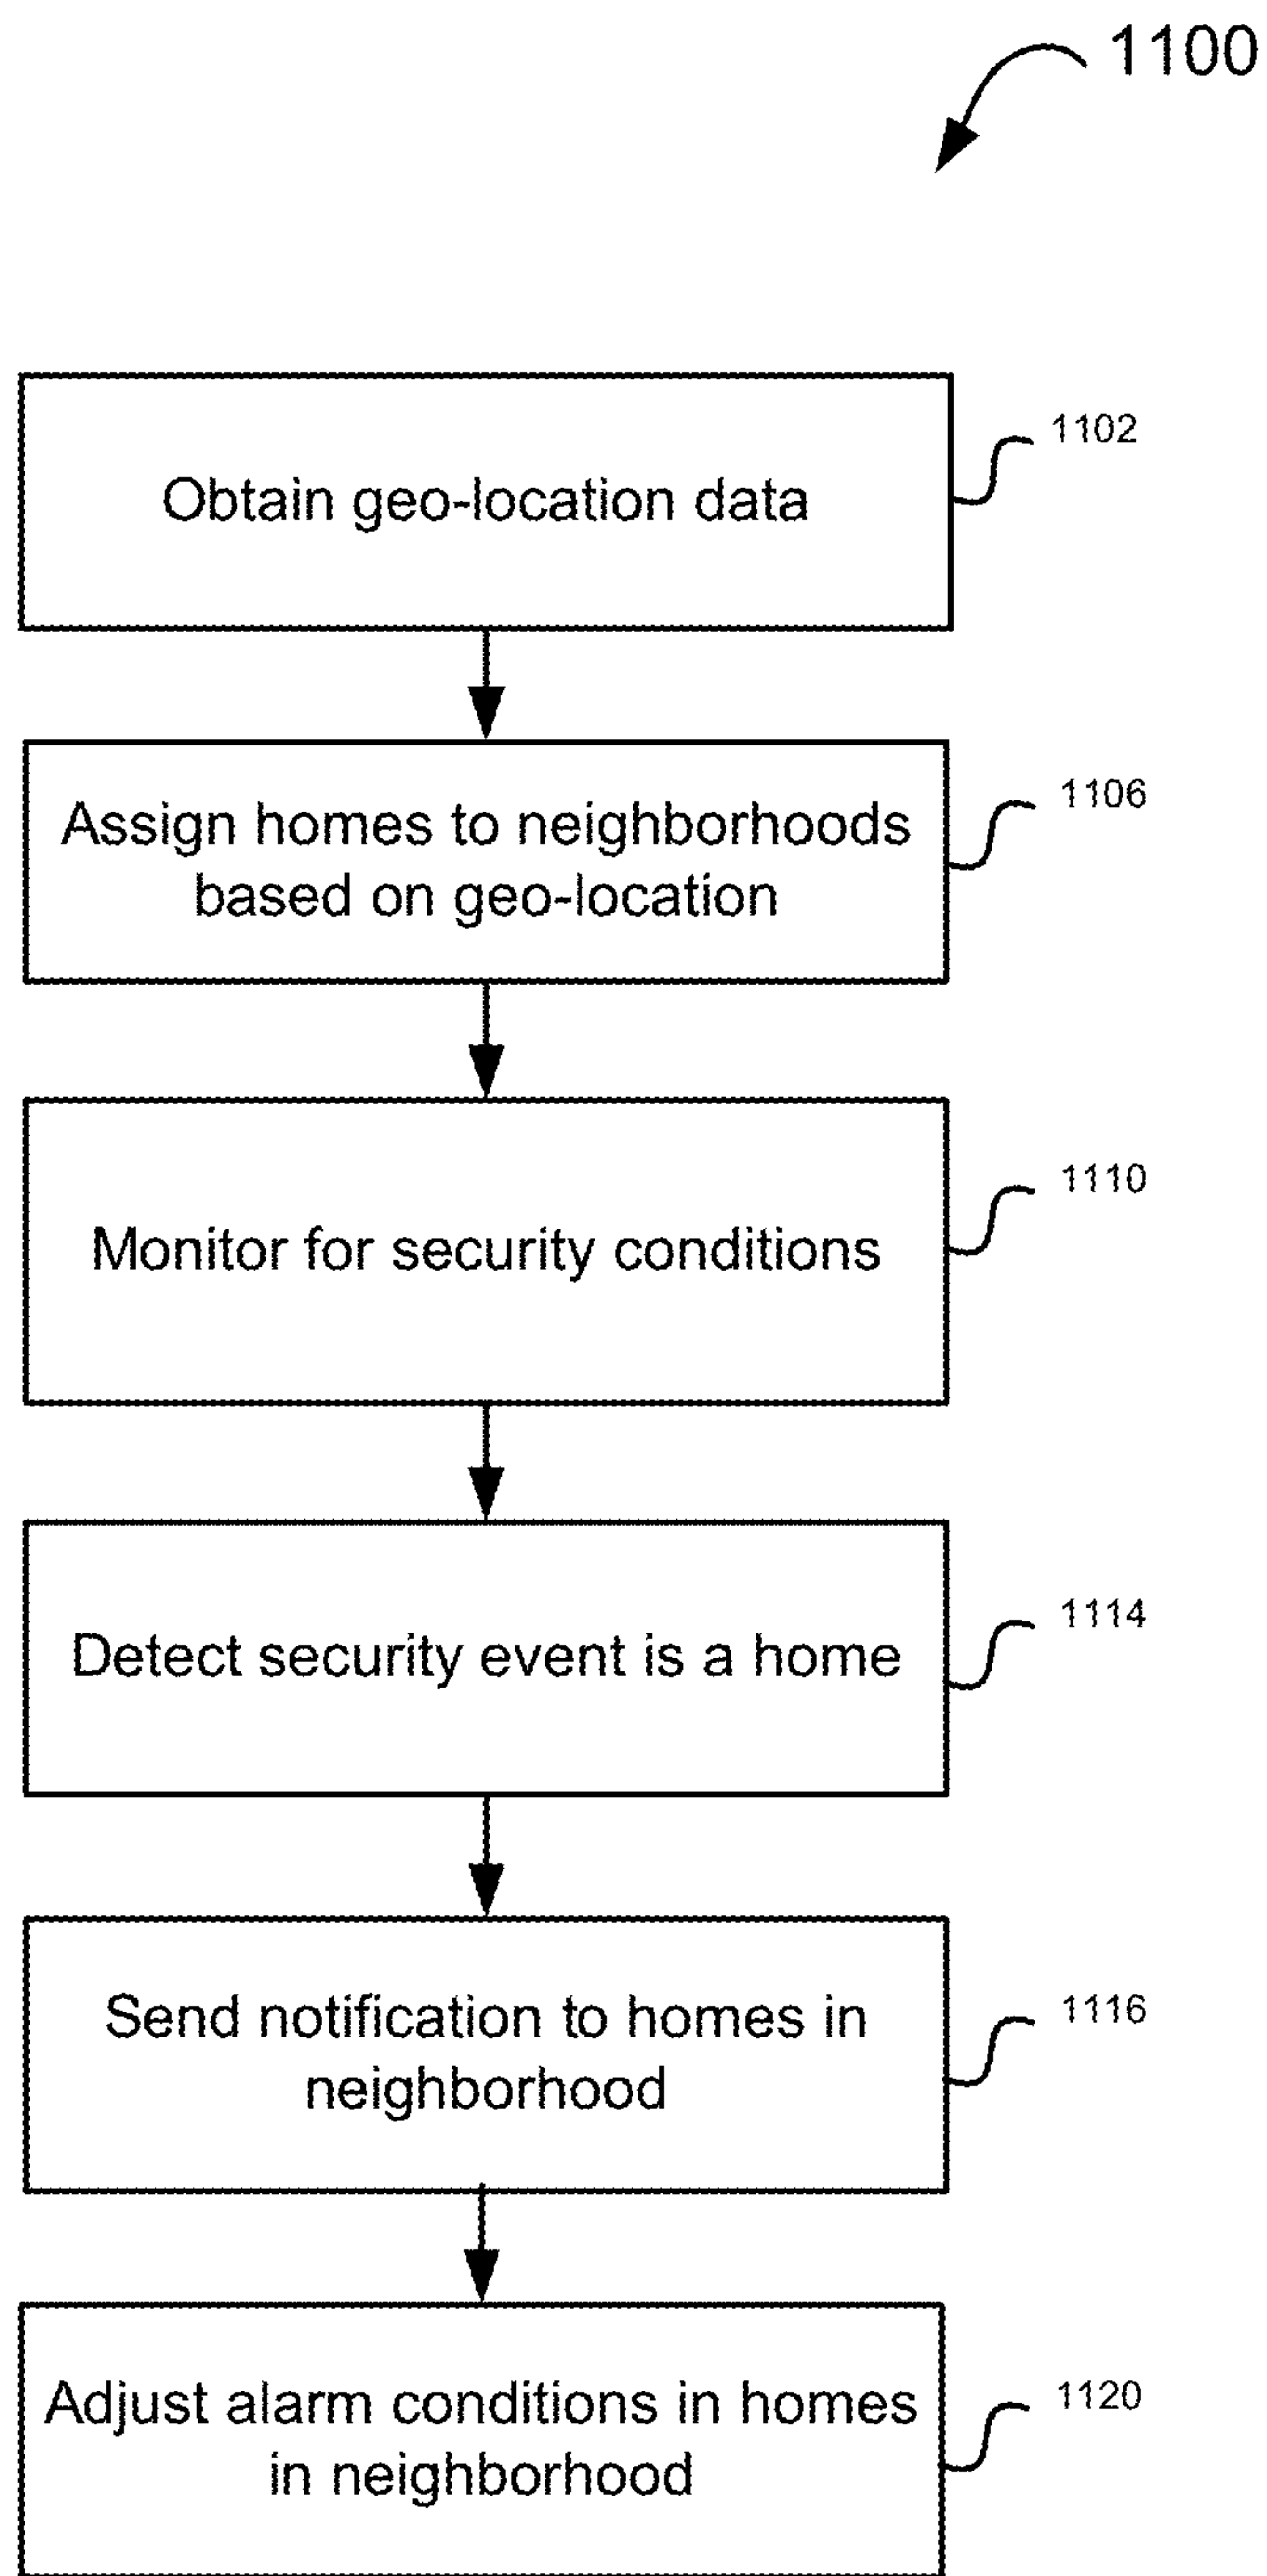 1100
Obtain geo-location data
1102
Assign homes to neighborhoods
based on geo-location
1106
Monitor for security conditions
1110
Detect security event is a home
1114
Send notification to homes in
neighborhood
1116
Adjust alarm conditions in homes
in neighborhood
1120